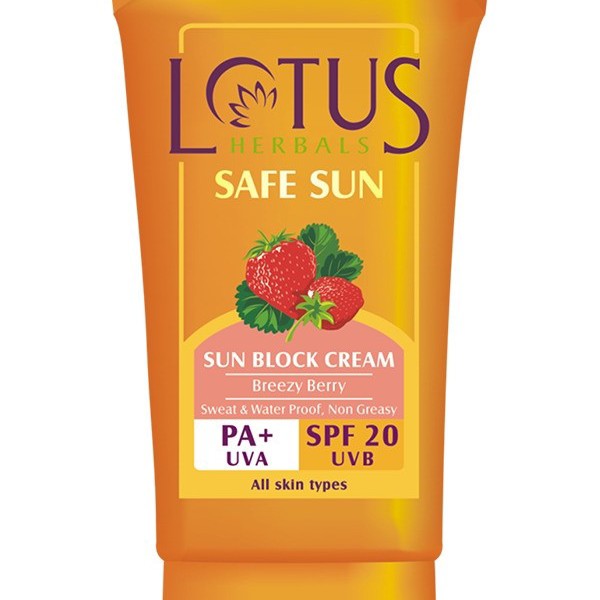 LOTUS
HERBALS
SAFE SUN
SUN BLOCK CREAM
Breezy Berry
Sweat & Water Proof, Non Greasy
PA+ SPF 20
UVA UVB
All skin types